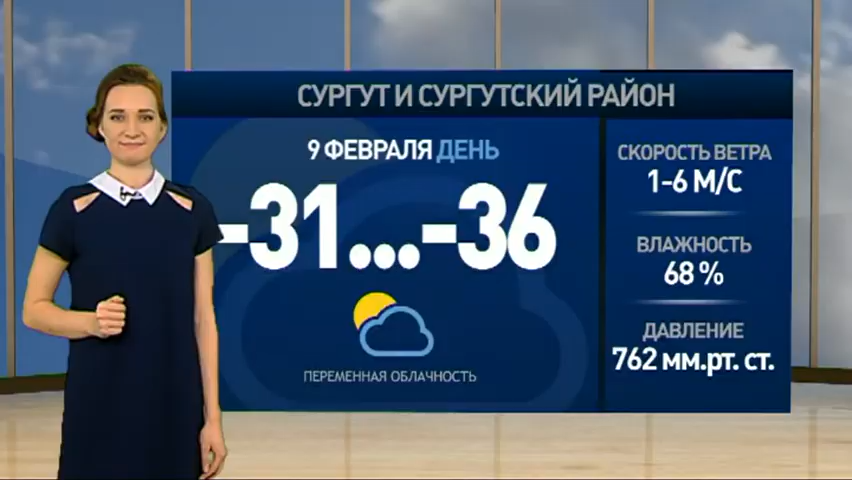 СУРГУТ И СУРГУТСКИЙ РАЙОН
9 ФЕВРАЛЯ ДЕНЬ
-31...-36
ПЕРЕМЕННАЯ ОБЛАЧНОСТЬ
СКОРОСТЬ ВЕТРА
1-6 М/С
ВЛАЖНОСТЬ
68 %
ДАВЛЕНИЕ
762 мм.рт. ст.